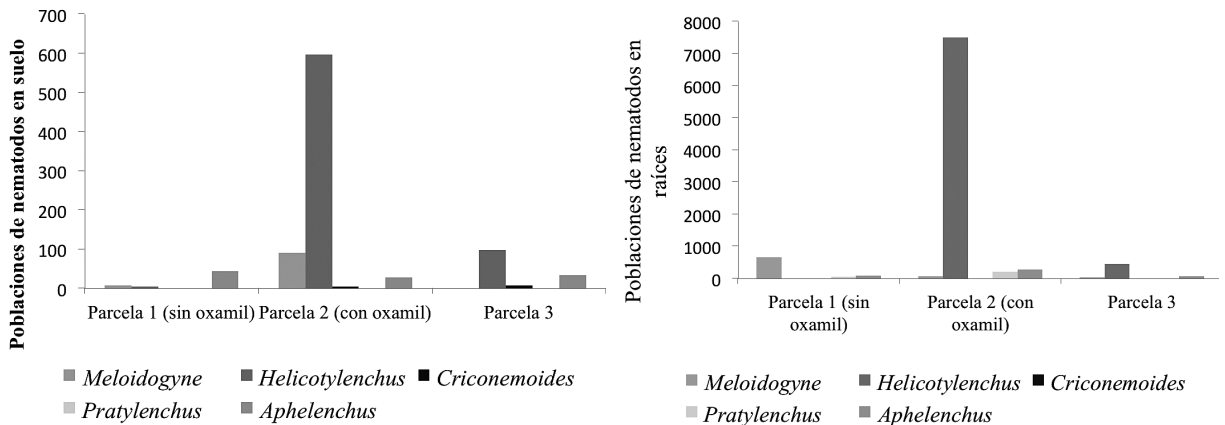 Poblaciones de nematodos en suelo
700
600
500
400
300
200
100
0
Parcela 1 (sin oxamil) Parcela 2 (con oxamil) Parcela 3
Meloidogyne Helicotylenchus Criconemoides
Pratylenchus Aphelenchus
Poblaciones de nematodos en
raíces
8000
7000
6000
5000
4000
3000
2000
1000
0
Parcela 1 (sin
oxamil)
Parcela 2 (con
oxamil)
Parcela 3
Meloidogyne Helicotylenchus Criconemoides
Pratylenchus Aphelenchus